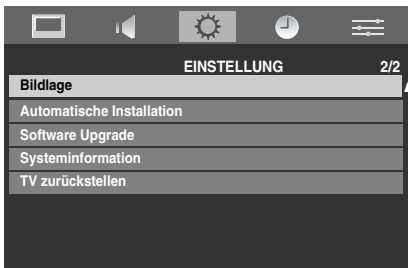 EINSTELLUNG 2/2
Bildlage
Automatische Installation
Software Upgrade
Systeminformation
TV zurückstellen